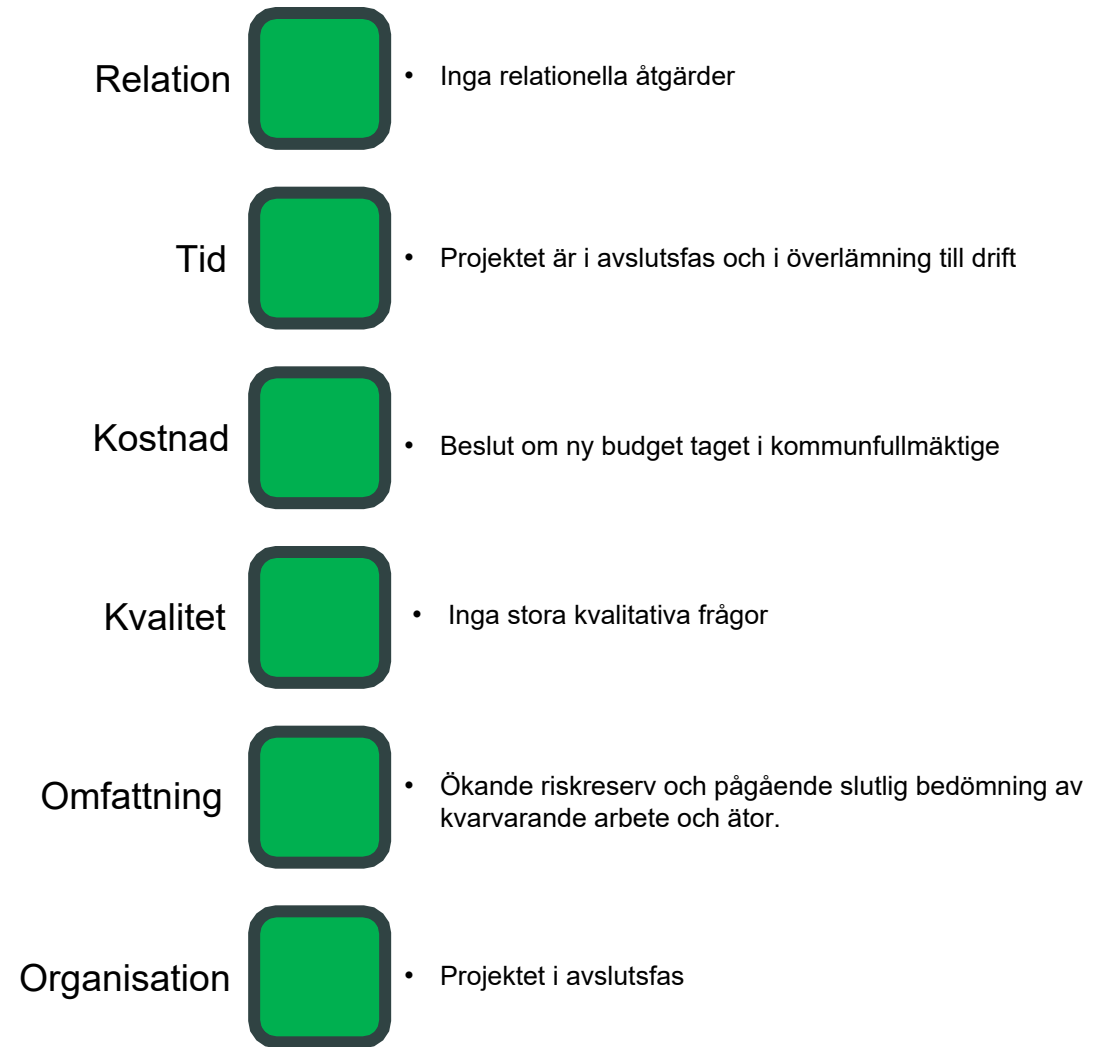 Relation
• Inga relationella åtgärder
Tid
• Projektet är i avslutsfas och i överlämning till drift
Kostnad
• Beslut om ny budget taget i kommunfullmäktige
Kvalitet
• Inga stora kvalitativa frågor
Omfattning
• Ökande riskreserv och pågående slutlig bedömning av
kvarvarande arbete och ätor.
Organisation
• Projektet i avslutsfas